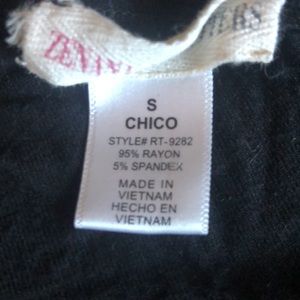 S
CHICO
STYLE# RT-9282
95% RAYON
5% SPANDEX
MADE IN
VIETNAM
HECHO EN
VIETNAM